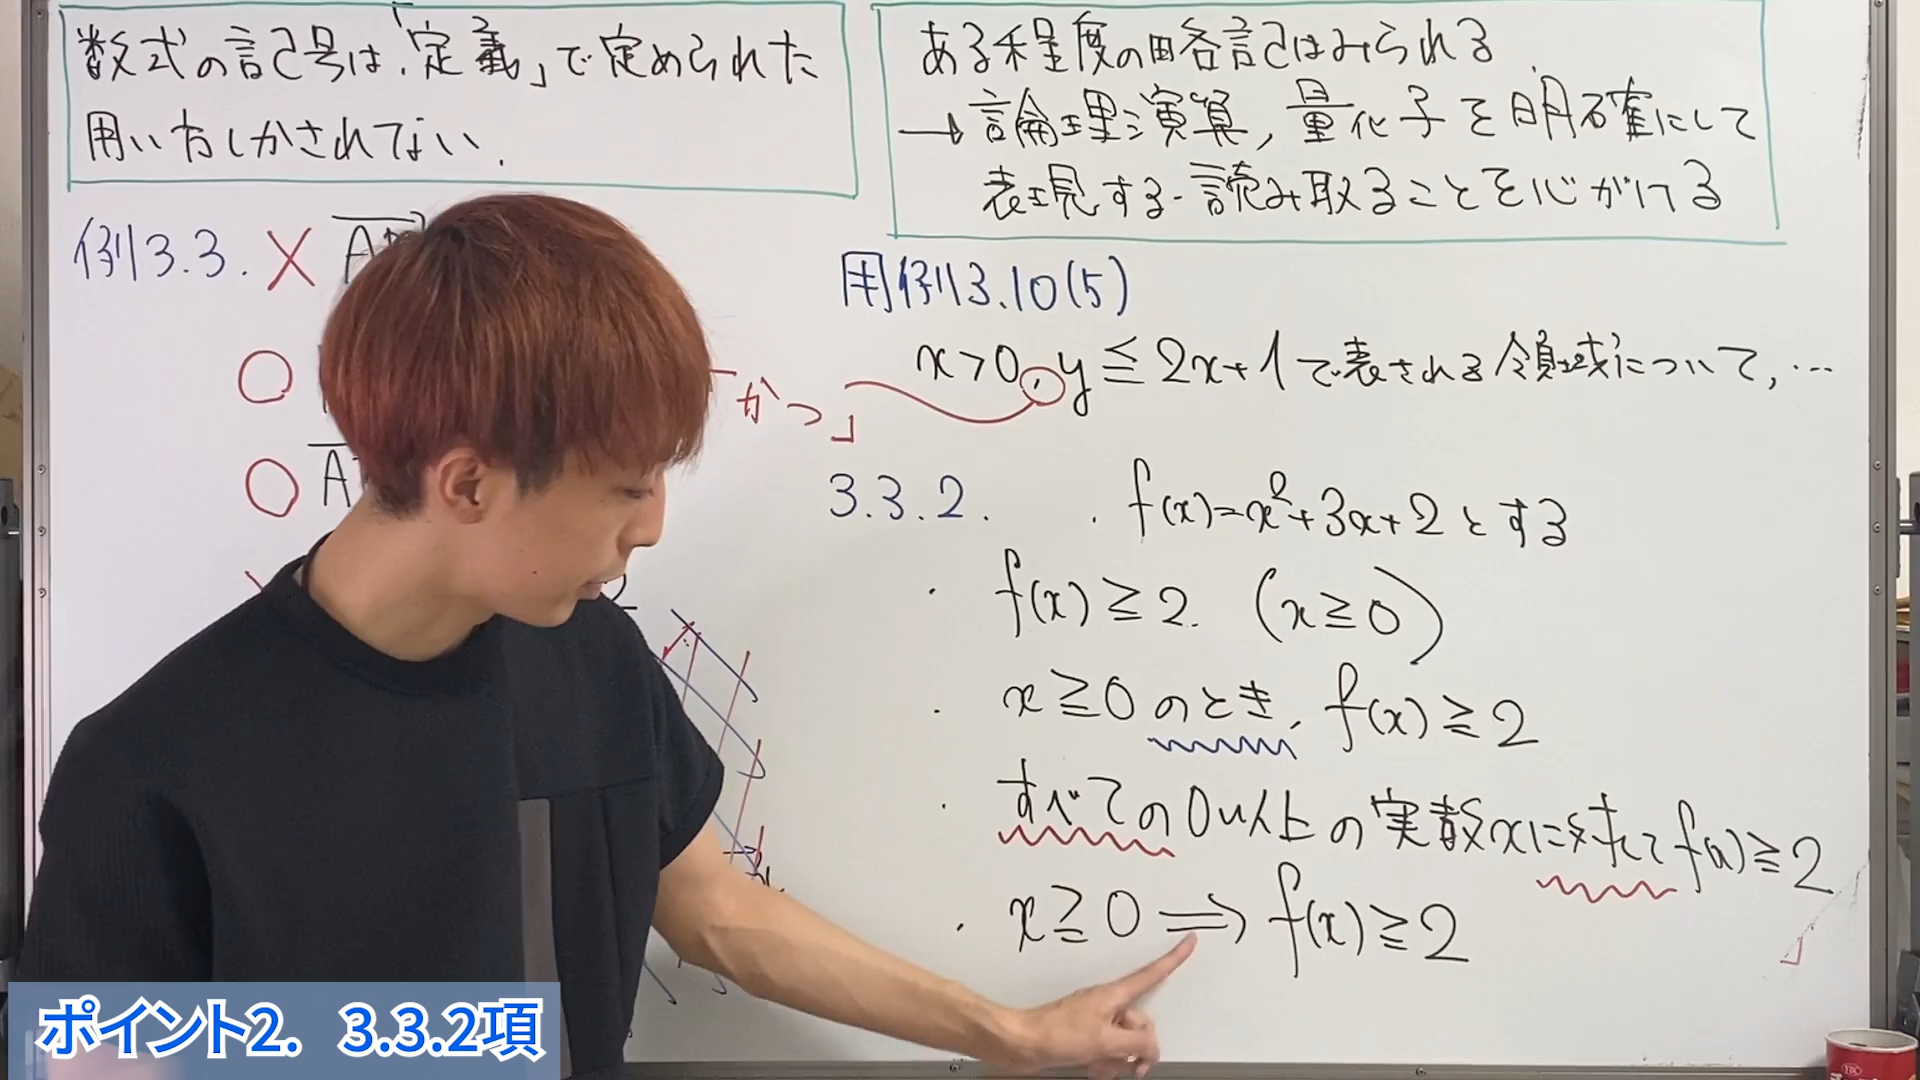 数式の記号は、「定義」で定められた
用い方しかされてない.
ある程度の略記はみられる.
→論理演算, 量化子を明確にして
表現する・読み取ることを心がける
例3.3. ×
○
○
用例3.10(5)
x>0, y≦2x+1で表される領域について, …
かつ」
3.3.2.
・f(x)=x²+3x+2とする
・f(x)≧2. (x≧0)
・x≧0のとき, f(x)≧2
・すべての0以上の実数xに対してf(x)≧2
・x≧0⟹f(x)≧2
ポイント2. 3.3.2項